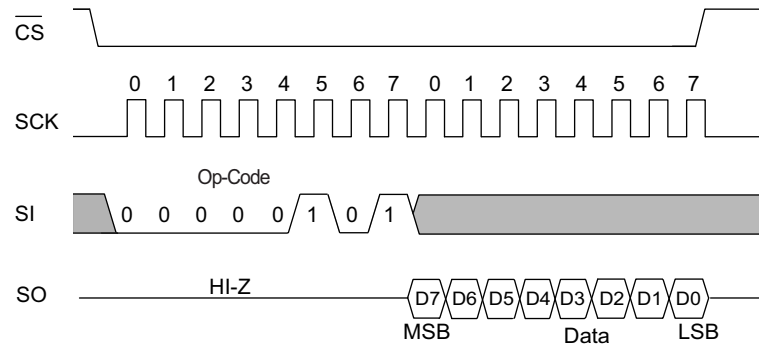 CS
0 1 2 3 4 5 6 7 0 1 2 3 4 5 6 7
SCK
Op-Code
SI 0 0 0 0 0 1 0 1
HI-Z
SO D7 D6 D5 D4 D3 D2 D1 D0
MSB Data LSB